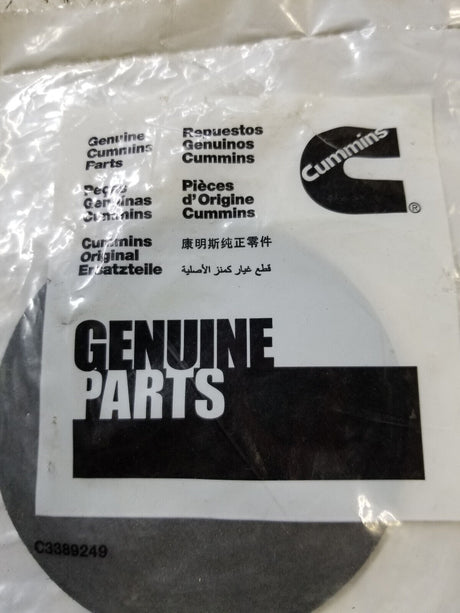 Genuine
Cummins
Parts
Repuestos
Genuinos
Cummins
Cummins
®
Peças
Genuinas
Cummins
Pièces
d'Origine
Cummins
Cummins
Original
Ersatzteile
康明斯纯正零件
قطع غيار كمنز الأصلية
GENUINE
PARTS
C3389249